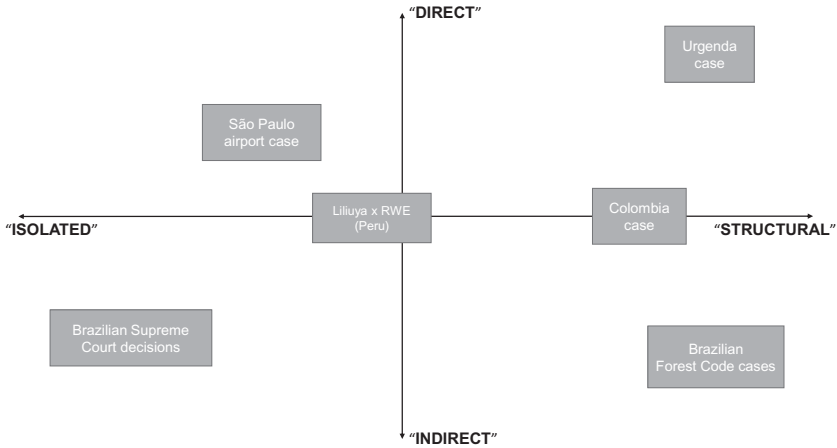 “DIRECT”
Urgenda
case
São Paulo
airport case
Liliuya x RWE
(Peru)
Colombia
case
“ISOLATED”
“STRUCTURAL”
Brazilian Supreme
Court decisions
Brazilian
Forest Code cases
“INDIRECT”